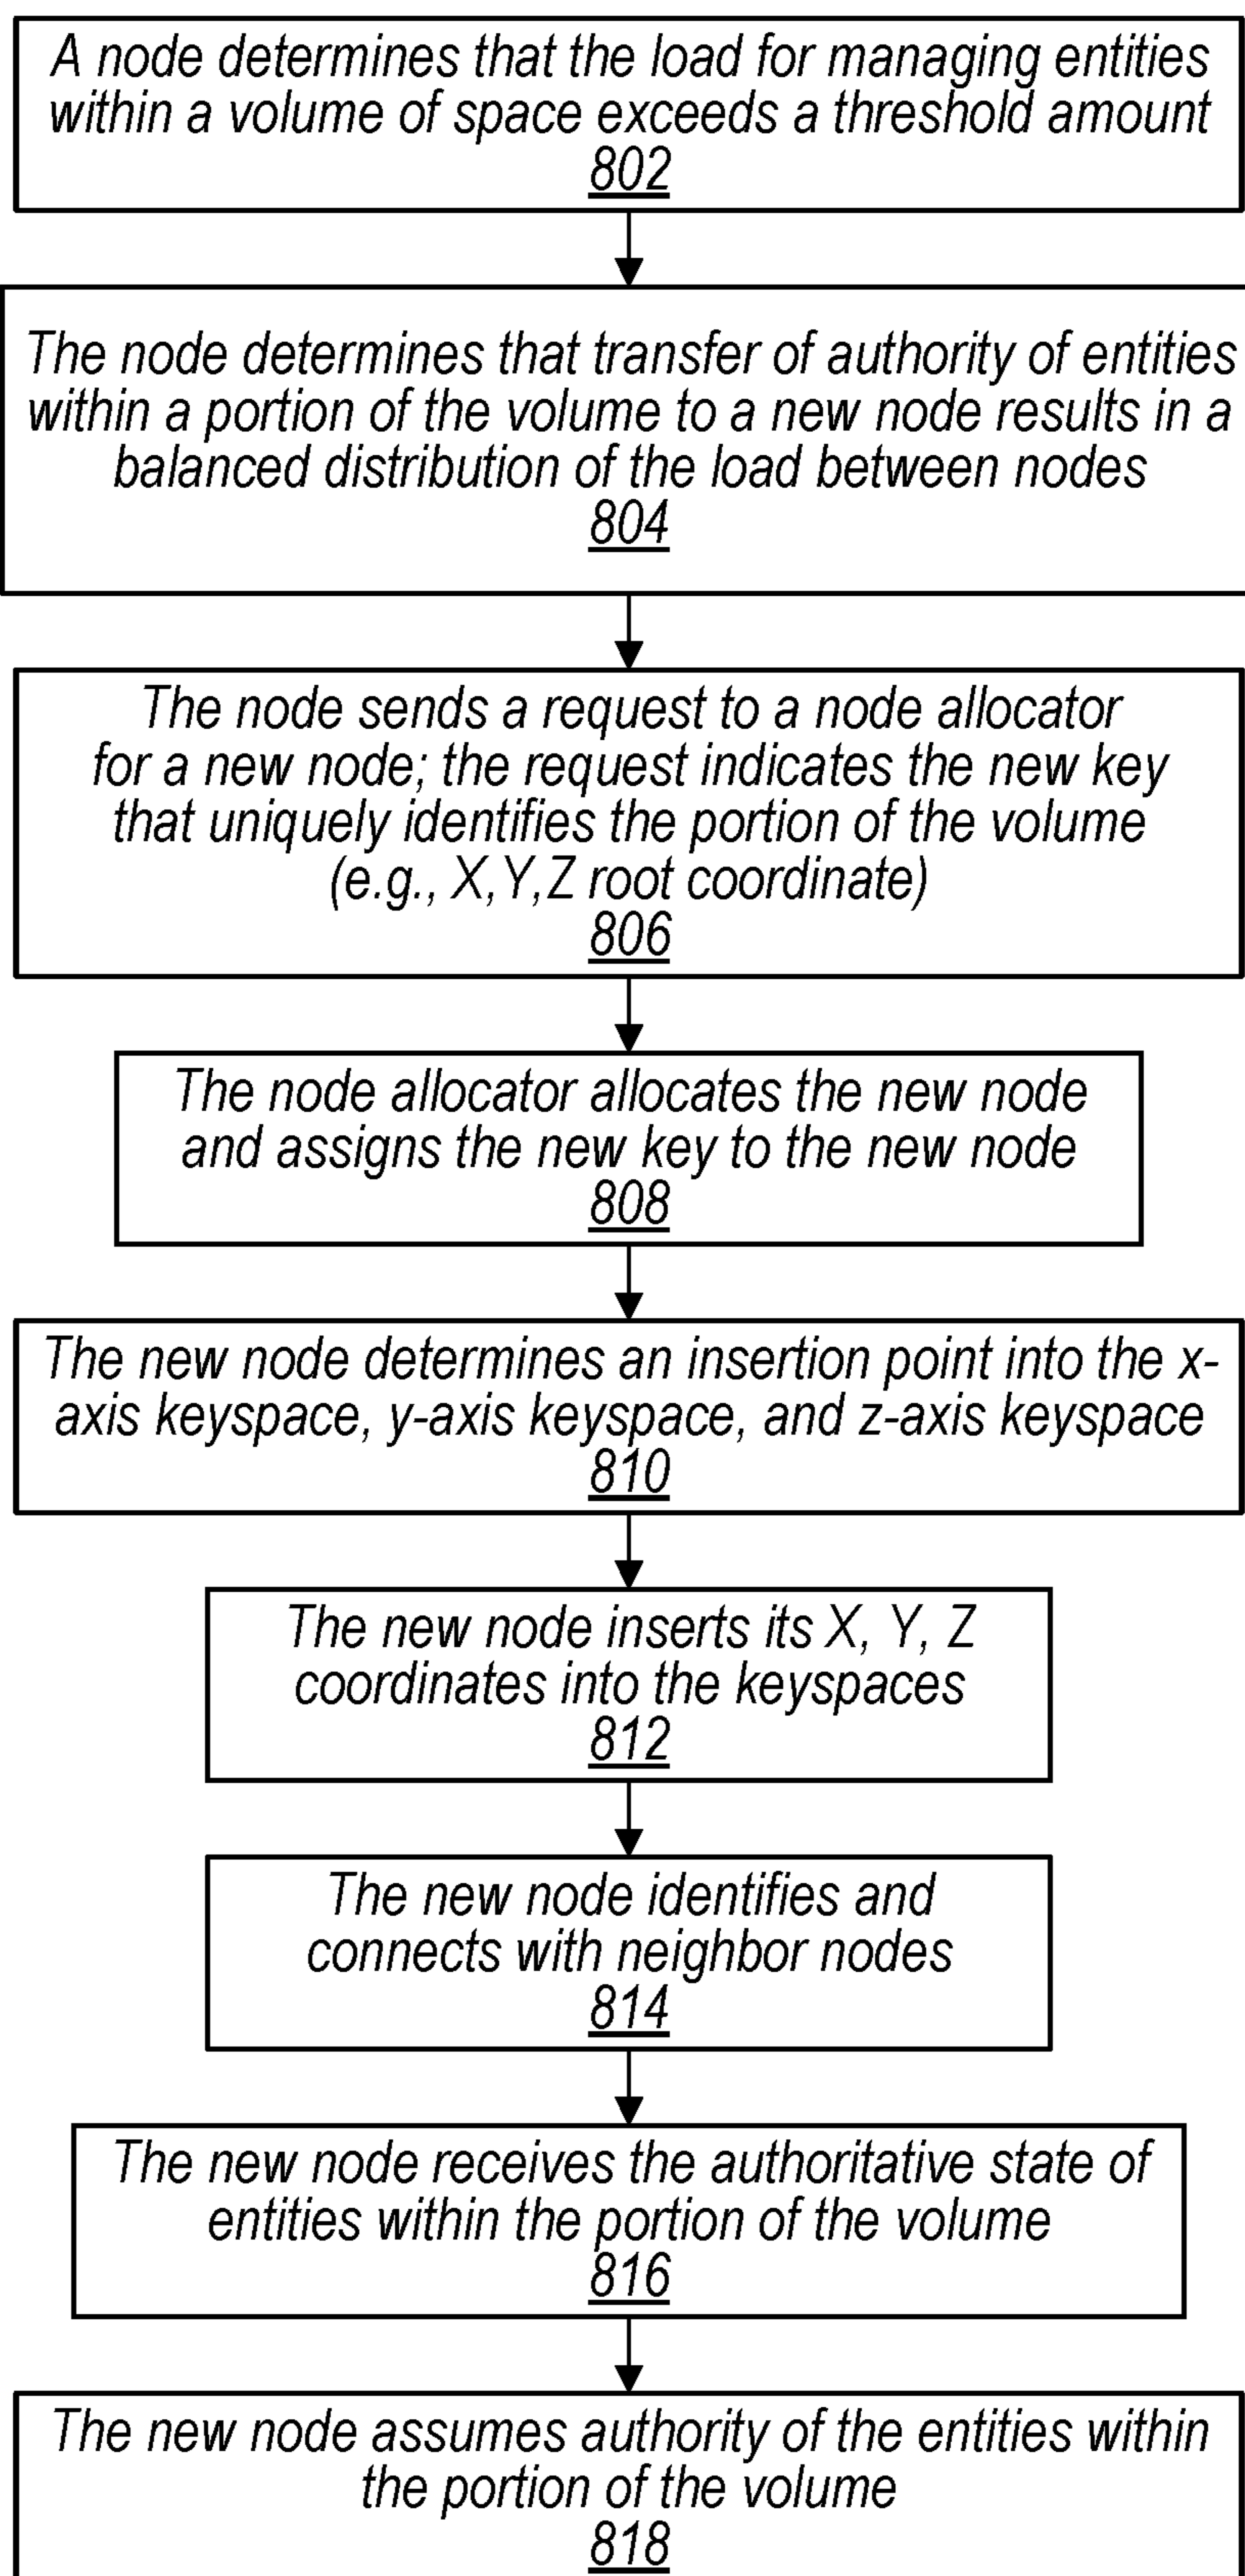 A node determines that the load for managing entities
within a volume of space exceeds a threshold amount
802
The node determines that transfer of authority of entities
within a portion of the volume to a new node results in a
balanced distribution of the load between nodes
804
The node sends a request to a node allocator
for a new node; the request indicates the new key
that uniquely identifies the portion of the volume
(e.g., X,Y,Z root coordinate)
806
The node allocator allocates the new node
and assigns the new key to the new node
808
The new node determines an insertion point into the x-
axis keyspace, y-axis keyspace, and z-axis keyspace
810
The new node inserts its X, Y, Z
coordinates into the keyspaces
812
The new node identifies and
connects with neighbor nodes
814
The new node receives the authoritative state of
entities within the portion of the volume
816
The new node assumes authority of the entities within
the portion of the volume
818